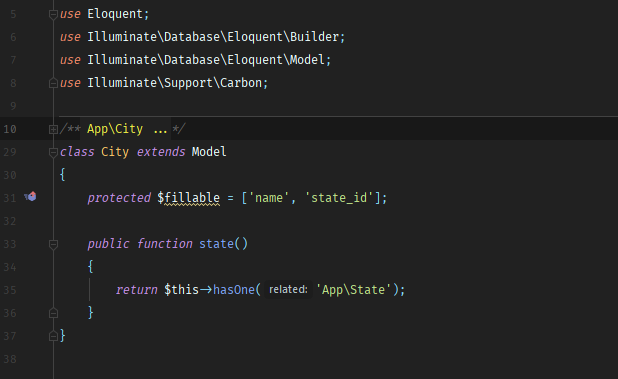 5 use Eloquent;
6 use Illuminate\Database\Eloquent\Builder;
7 use Illuminate\Database\Eloquent\Model;
8 use Illuminate\Support\Carbon;
9
10 /** App\City ...*/
29 class City extends Model
30 {
31 protected $fillable = ['name', 'state_id'];
32
33 public function state()
34 {
35 return $this->hasOne( related: 'App\State');
36 }
37 }
38